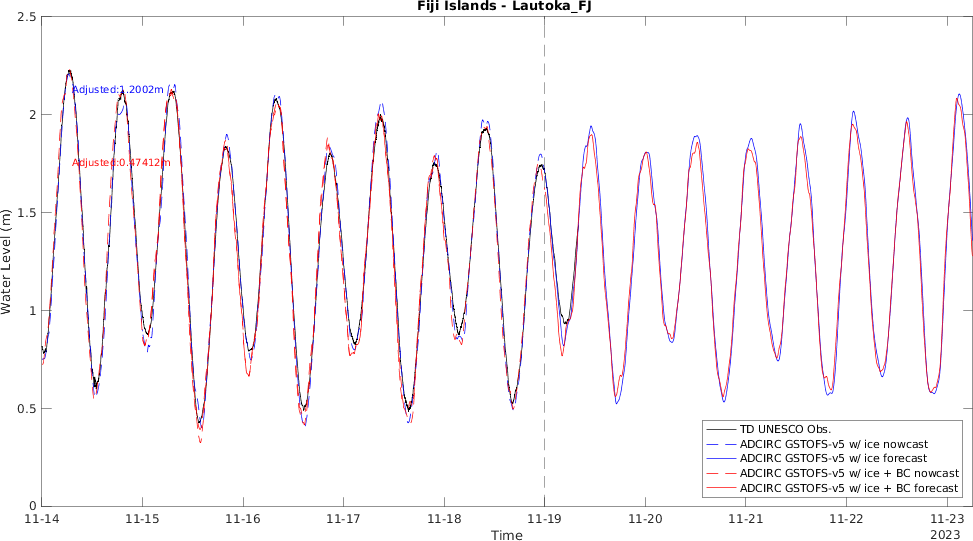 Fiji Islands - Lautoka_FJ
2.5
2
1.5
1
0.5
0
Water Level (m)
Adjusted:1.2002m
Adjusted:0.47412m
TD UNESCO Obs.
ADCIRC GSTOFS-v5 w/ ice nowcast
ADCIRC GSTOFS-v5 w/ ice forecast
ADCIRC GSTOFS-v5 w/ ice + BC nowcast
ADCIRC GSTOFS-v5 w/ ice + BC forecast
11-14 11-15 11-16 11-17 11-18 11-19 11-20 11-21 11-22 11-23
2023
Time